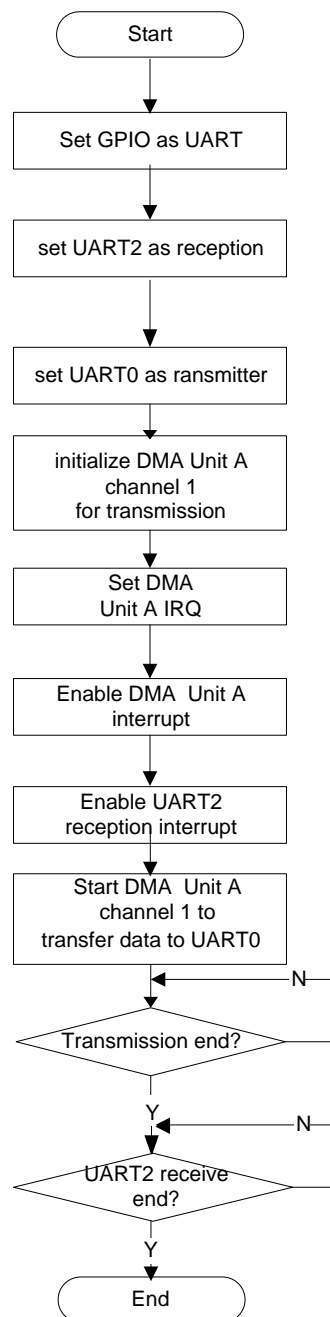 Start
Set GPIO as UART
set UART2 as reception
set UART0 as ransmitter
initialize DMA Unit A
channel 1
for transmission
Set DMA
Unit A IRQ
Enable DMA Unit A
interrupt
Enable UART2
reception interrupt
Start DMA Unit A
channel 1 to
transfer data to UART0
N
Transmission end?
Y
N
UART2 receive
end?
Y
End